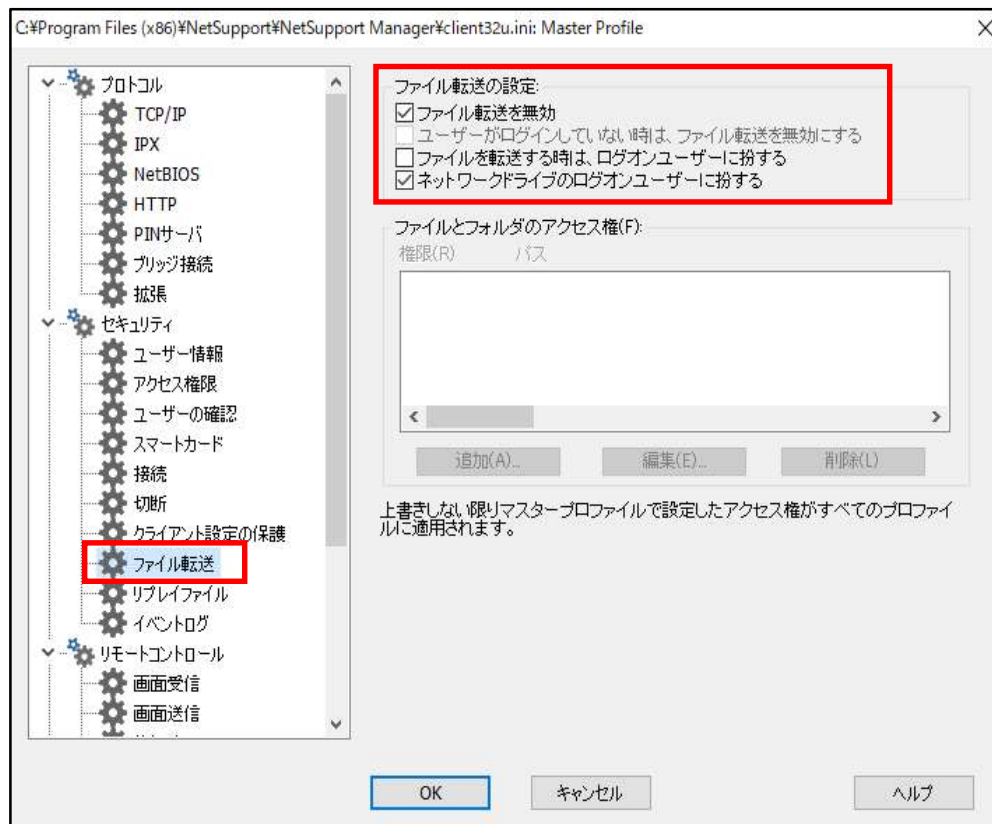 C:¥Program Files (x86)¥NetSupport¥NetSupport Manager¥client32u.ini: Master Profile
プロトコル
TCP/IP
IPX
NetBIOS
HTTP
PINサーバ
ブリッジ接続
拡張
セキュリティ
ユーザー情報
アクセス権限
ユーザーの確認
スマートカード
接続
切断
クライアント設定の保護
ファイル転送
リプレイファイル
イベントログ
リモートコントロール
画面受信
画面送信
ファイル転送の設定:
ファイル転送を無効
ユーザーがログインしていない時は、ファイル転送を無効にする
ファイルを転送する時は、ログオンユーザーに扮する
ネットワークドライブのログオンユーザーに扮する
ファイルとフォルダのアクセス権(F):
権限(R) パス
追加(A)... 編集(E)... 削除(L)
上書きしない限りマスタープロファイルで設定したアクセス権がすべてのプロファイ
ルに適用されます。
OK キャンセル ヘルプ